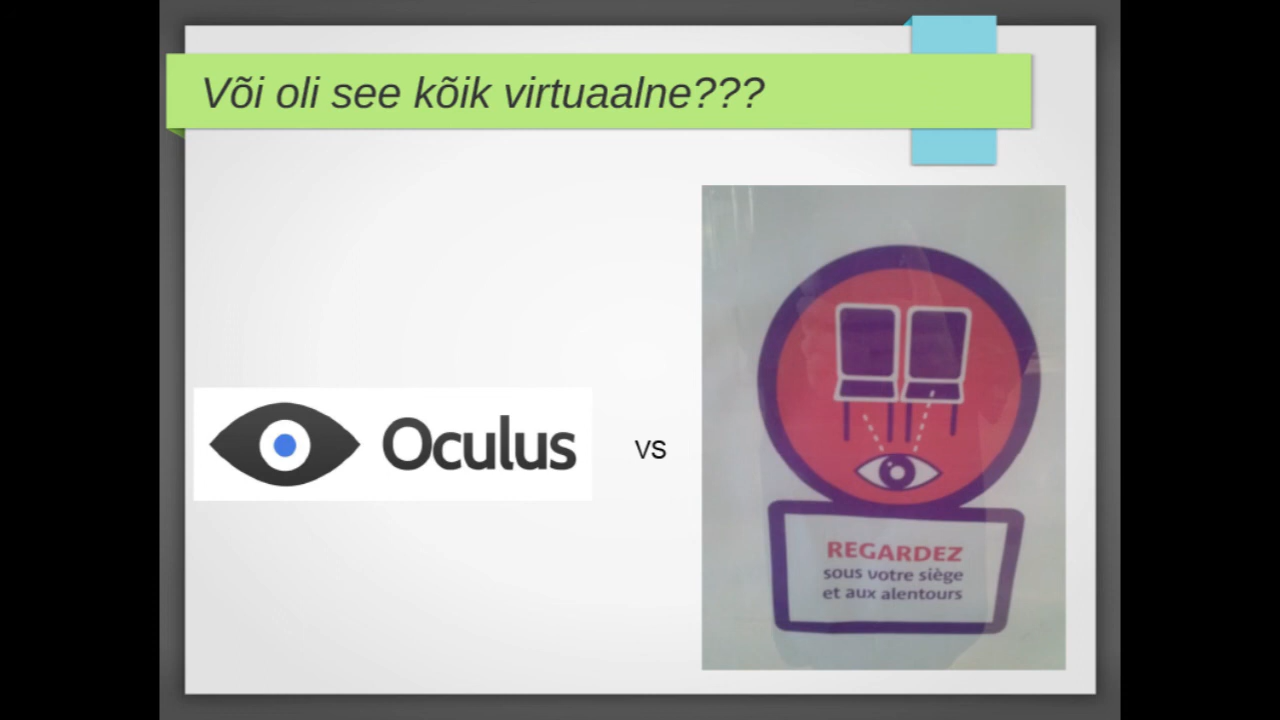 Või oli see kõik virtuaalne???
Oculus
vs
REGARDEZ
sous votre siège
et aux alentours